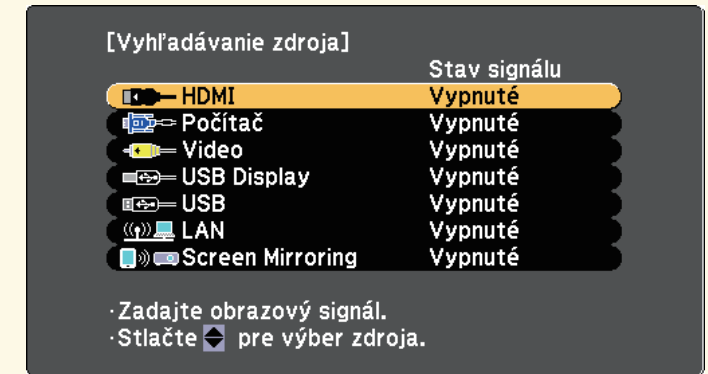 [Vyhľadávanie zdroja]
Stav signálu
HDMI Vypnuté
Počítač Vypnuté
Video Vypnuté
USB Display Vypnuté
USB Vypnuté
LAN Vypnuté
Screen Mirroring Vypnuté
·Zadajte obrazový signál.
·Stlačte pre výber zdroja.